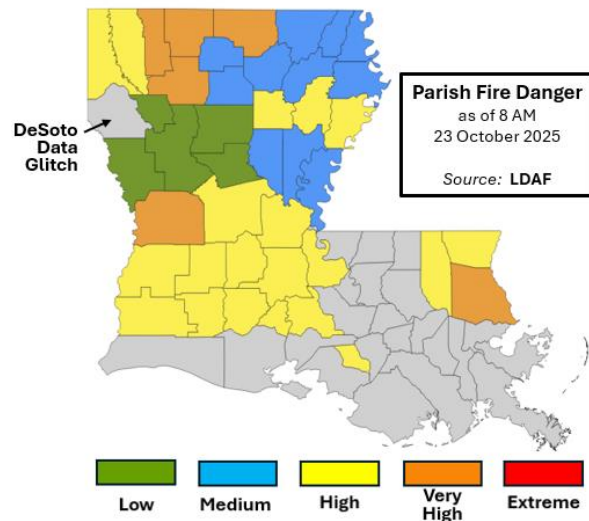 Parish Fire Danger
as of 8 AM
23 October 2025
Source: LDAF
DeSoto
Data
Glitch
Low
Medium
High
Very
High
Extreme